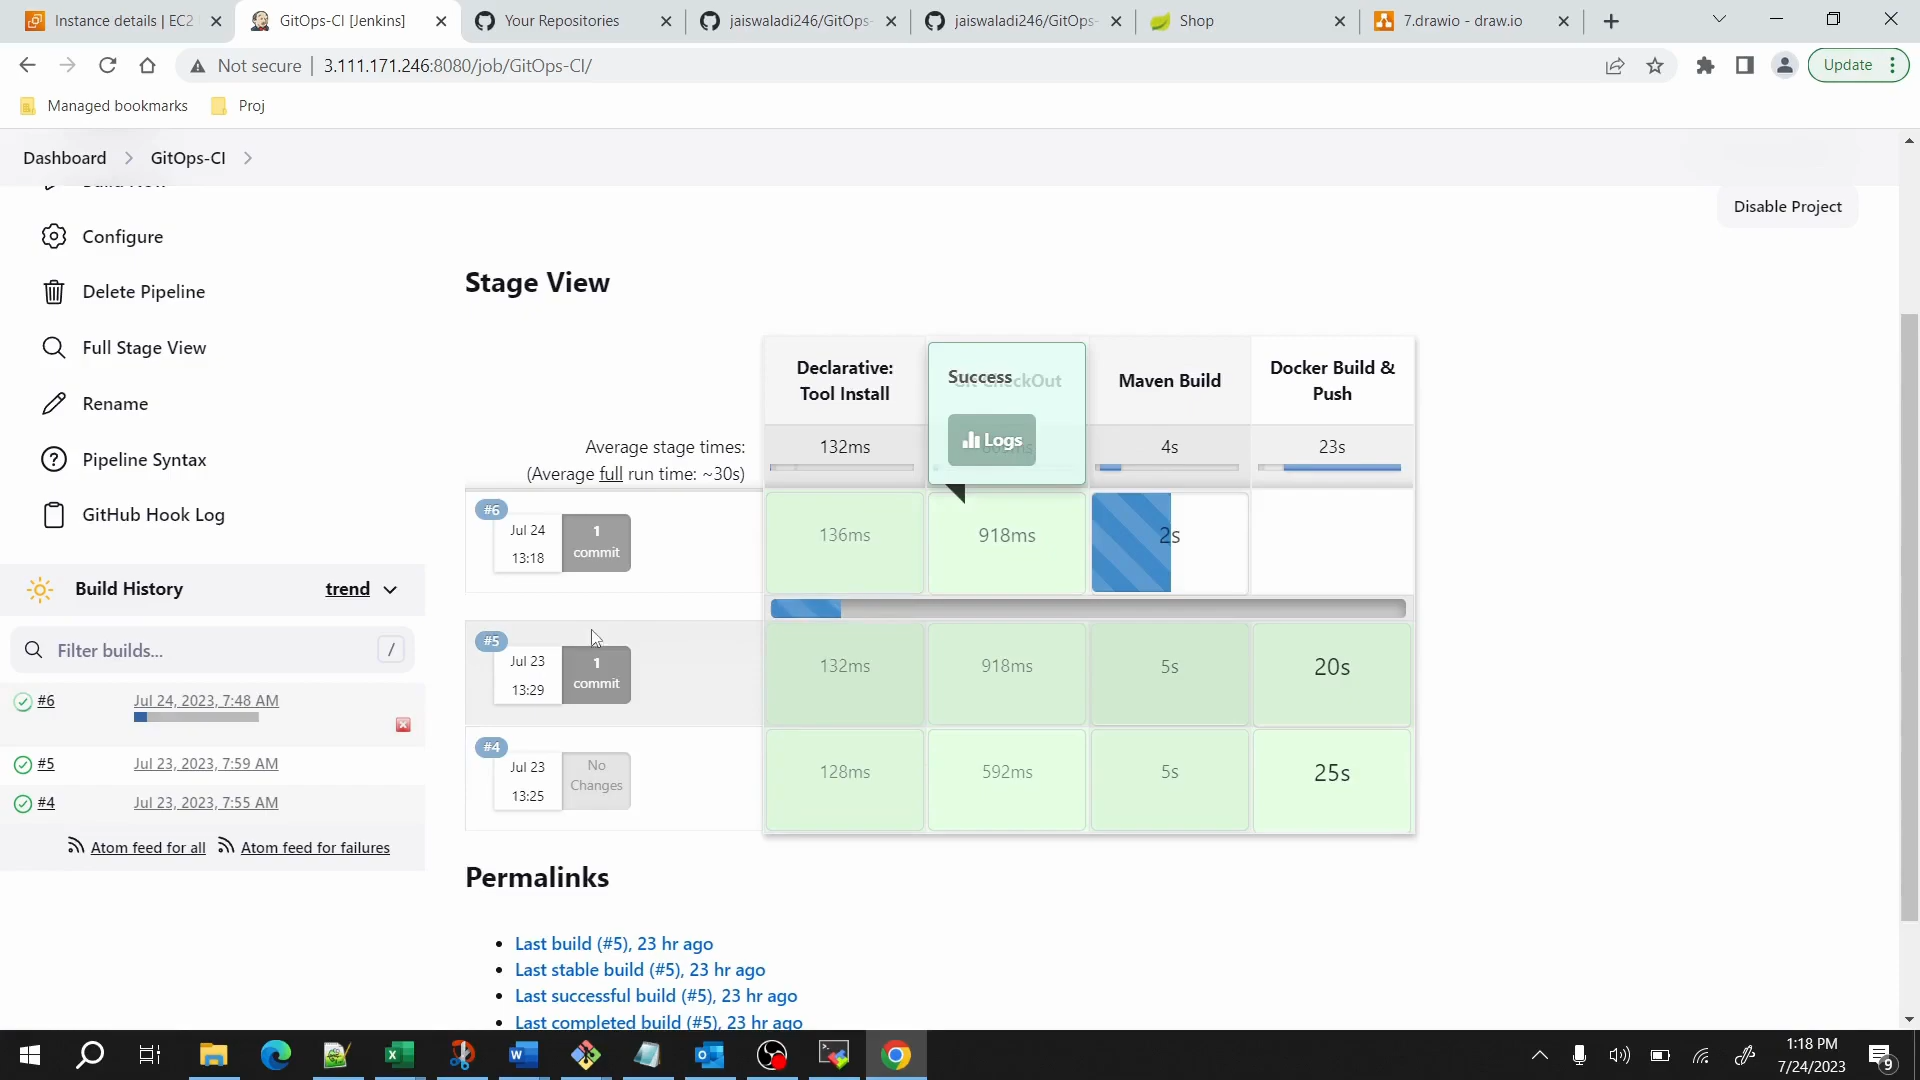 Instance details | EC2
GitOps-CI [Jenkins]
Your Repositories
jaiswaladi246/GitOps-
jaiswaladi246/GitOps-
Shop
7.drawio - draw.io
Not secure
3.111.171.246:8080/job/GitOps-CI/
Update
Managed bookmarks
Proj
Dashboard
GitOps-CI
Configure
Delete Pipeline
Full Stage View
Rename
Pipeline Syntax
GitHub Hook Log
Build History
trend
Filter builds...
/
#6
Jul 24, 2023, 7:48 AM
#5
Jul 23, 2023, 7:59 AM
#4
Jul 23, 2023, 7:55 AM
Atom feed for all
Atom feed for failures
Disable Project
Stage View
Declarative:
Tool Install
Success
Logs
Maven Build
Docker Build &
Push
Average stage times:
(Average full run time: ~30s)
132ms
4s
23s
#6
Jul 24
13:18
1
commit
136ms
918ms
2s
#5
Jul 23
13:29
1
commit
132ms
918ms
5s
20s
#4
Jul 23
13:25
No
Changes
128ms
592ms
5s
25s
Permalinks
Last build (#5), 23 hr ago
Last stable build (#5), 23 hr ago
Last successful build (#5), 23 hr ago
Last completed build (#5), 23 hr ago
1:18 PM
7/24/2023
9